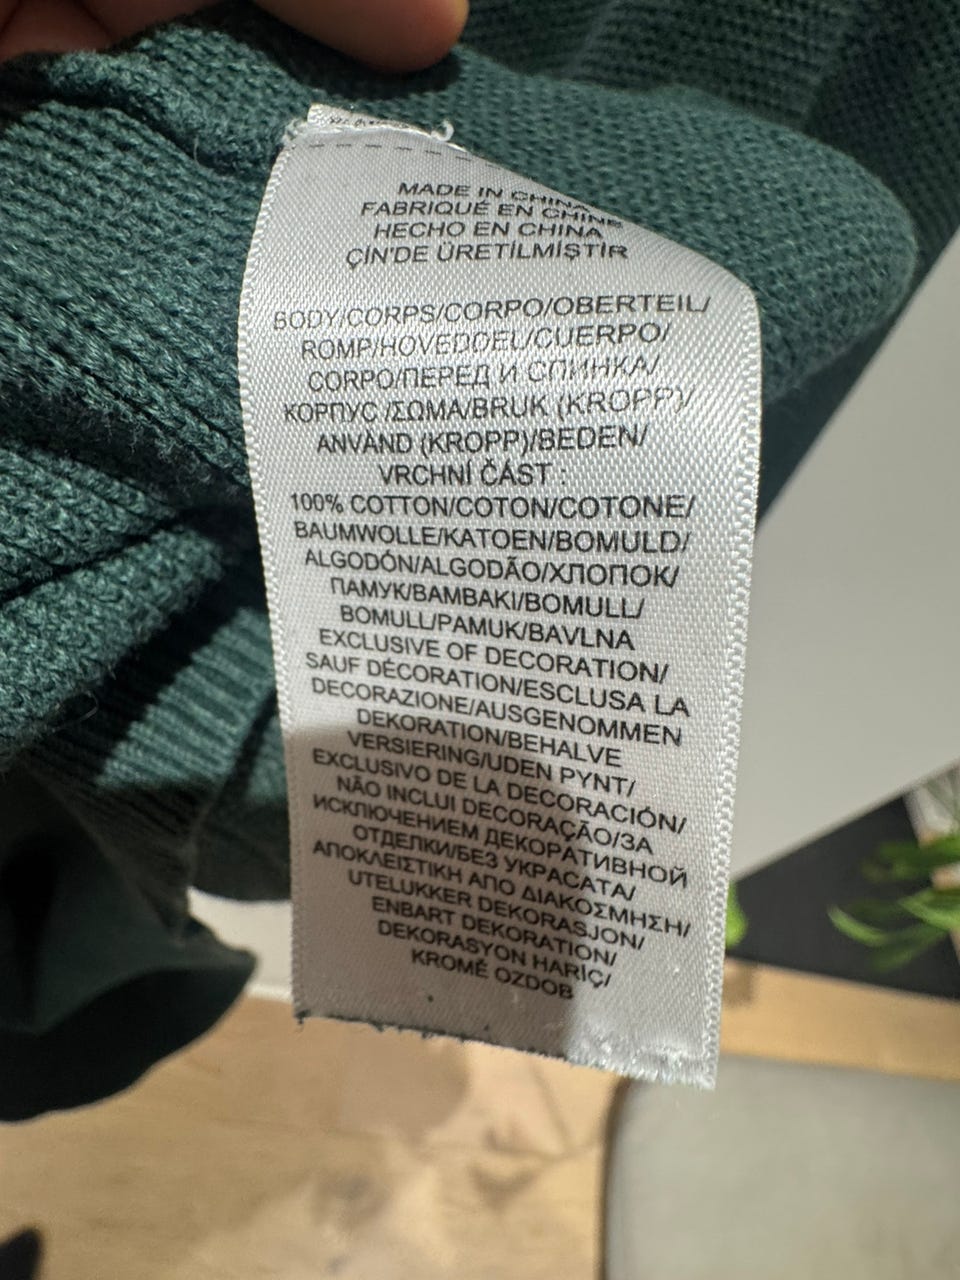 MADE IN CHINA
FABRIQUÉ EN CHINE
HECHO EN CHINA
ÇİN'DE ÜRETİLMİŞTİR
BODY/CORPS/CORPO/OBERTEIL/
ROMP/HOVEDDEL/CUERPO/
CORPO/ПЕРЕД И СПИНКА/
КОРПУС /ΣΩΜΑ/BRUK (KROPP)/
ANVÄND (KROPP)/BEDEN/
VRCHNÍ ČÁST :
100% COTTON/COTON/COTONE/
BAUMWOLLE/KATOEN/BOMULD/
ALGODÓN/ALGODÃO/ХЛОПОК/
ПАМУК/BAMBAKI/BOMULL/
BOMULL/PAMUK/BAVLNA
EXCLUSIVE OF DECORATION/
SAUF DÉCORATION/ESCLUSA LA
DECORAZIONE/AUSGENOMMEN
DEKORATION/BEHALVE
VERSIERING/UDEN PYNT/
EXCLUSIVO DE LA DECORACIÓN/
NÃO INCLUI DECORAÇÃO/ЗА
ИСКЛЮЧЕНИЕМ ДЕКОРАТИВНОЙ
ОТДЕЛКИ/БЕЗ УКРАСАТА/
ΑΠΟΚΛΕΙΣΤΙΚΗ ΑΠΟ ΔΙΑΚΟΣΜΗΣΗ/
UTELUKKER DEKORASJON/
ENBART DEKORATION/
DEKORASYON HARİÇ/
KROMĚ OZDOB